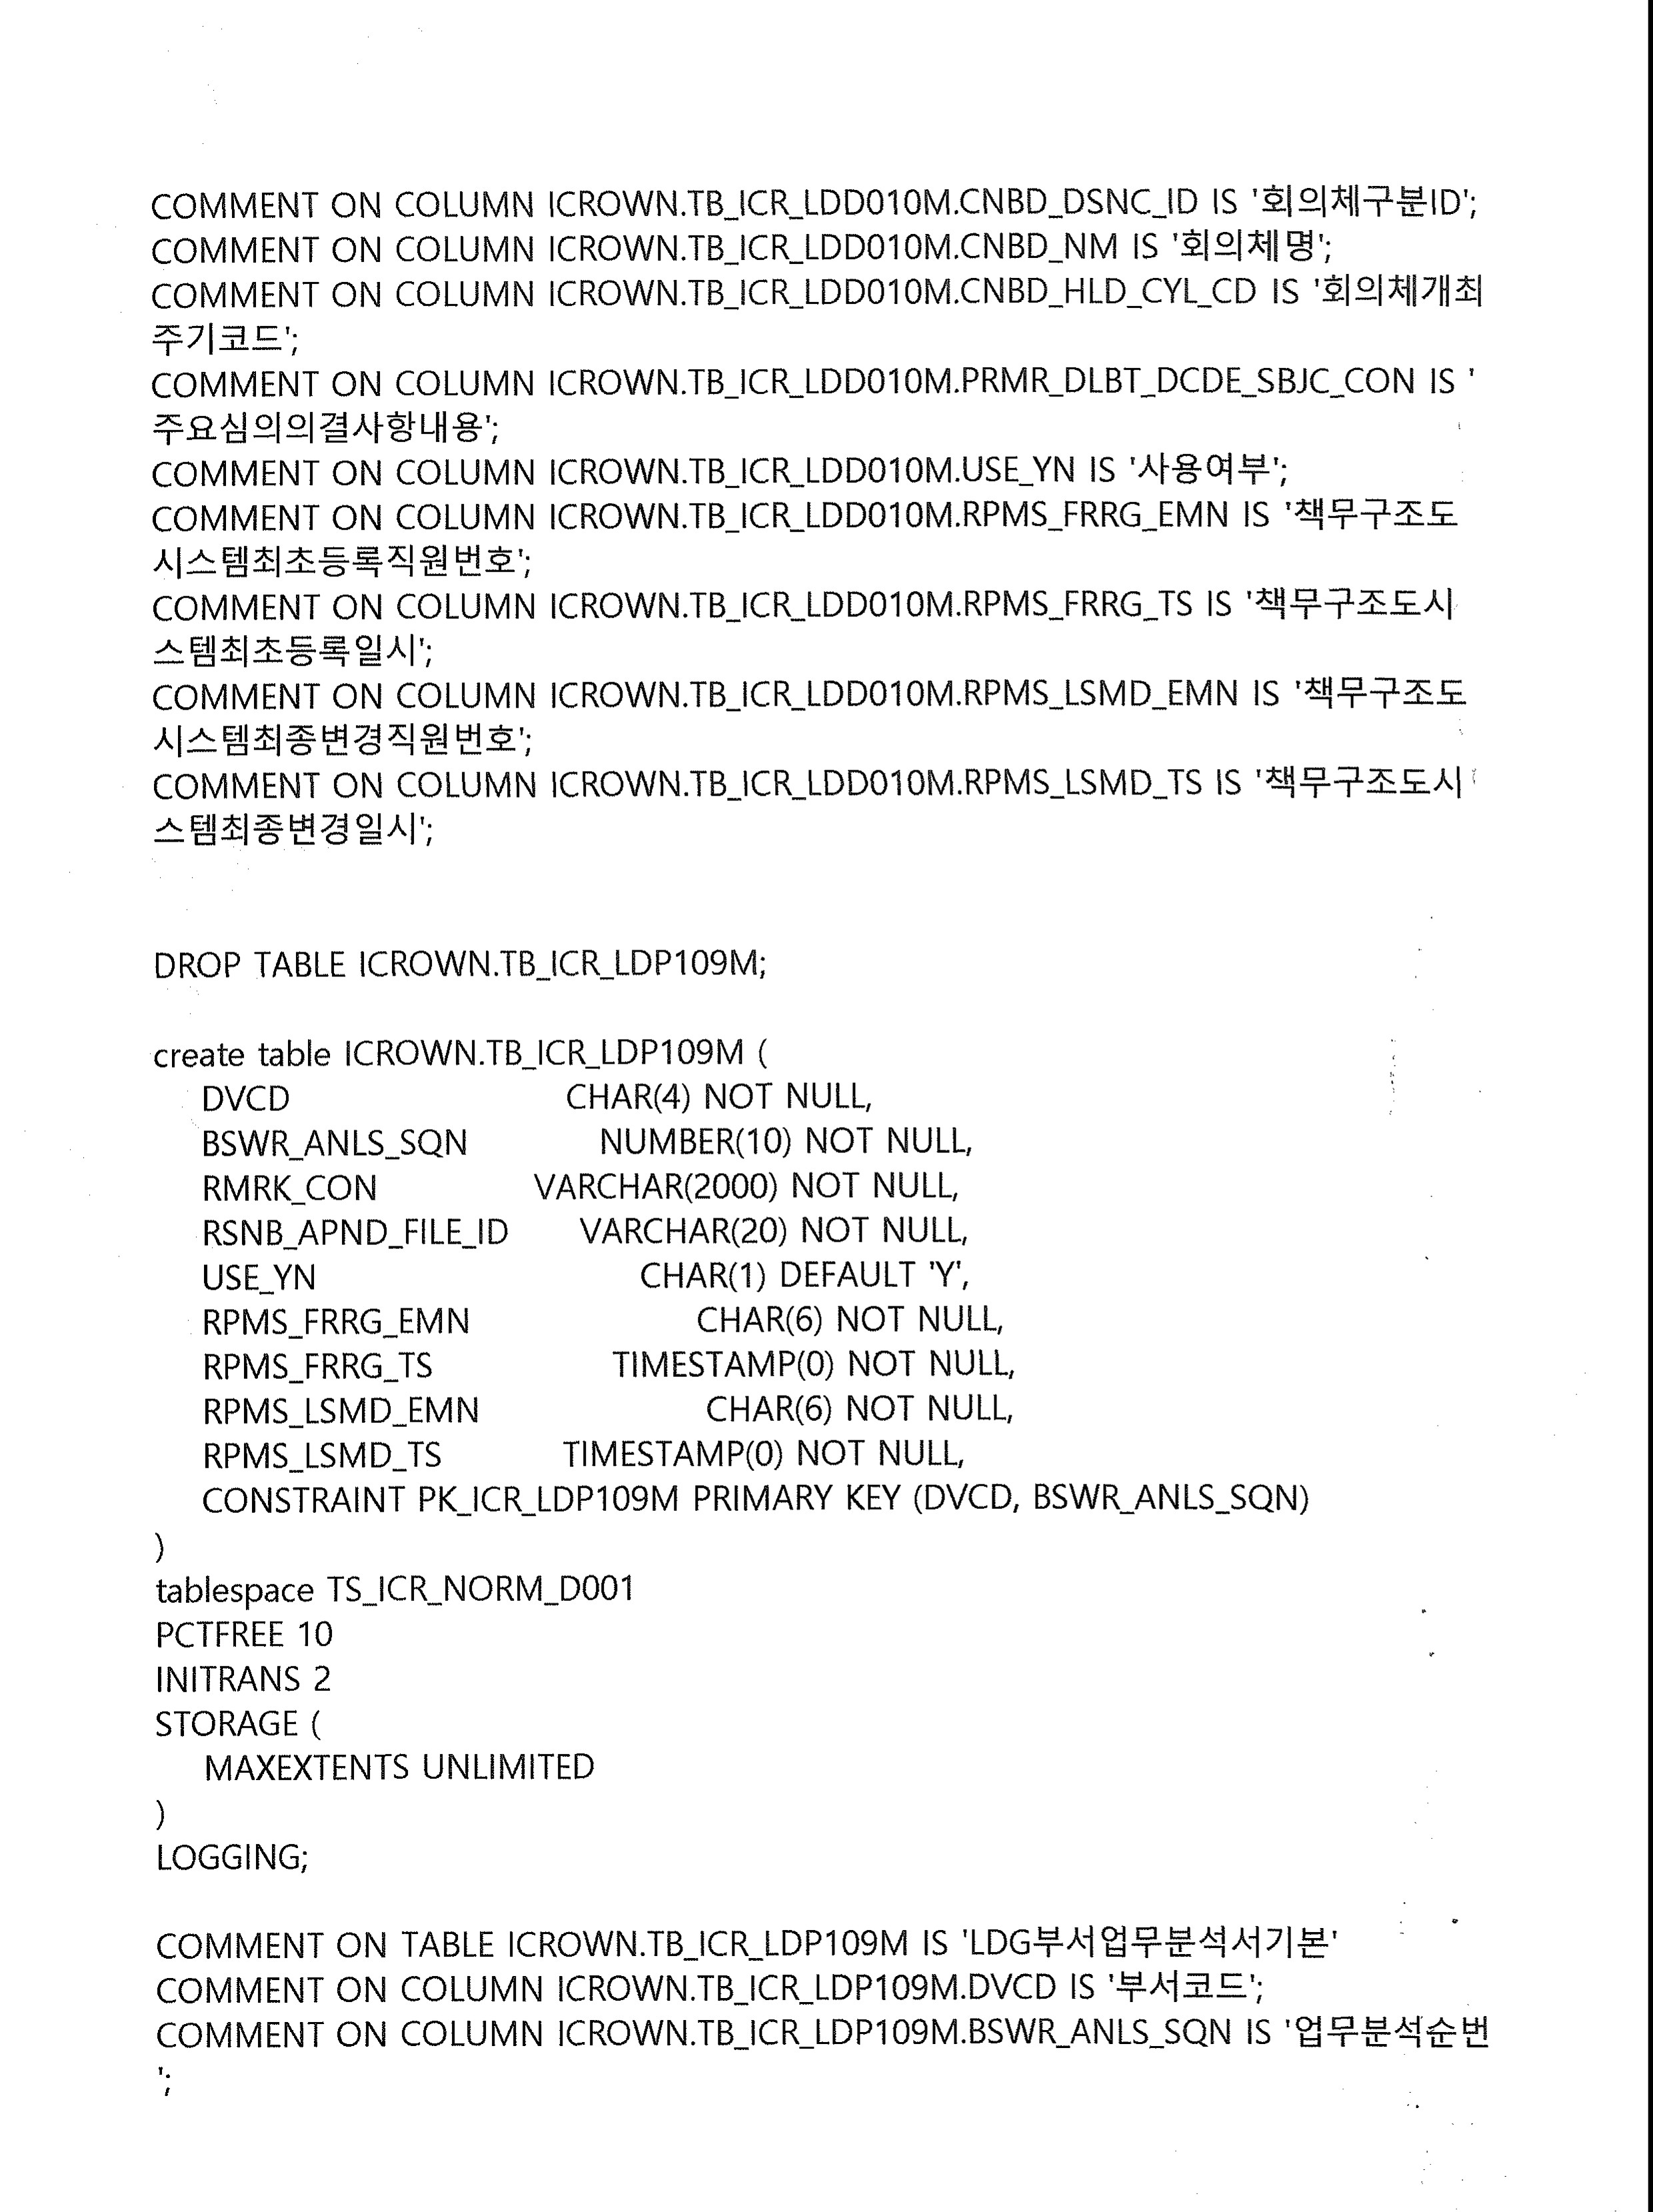 COMMENT ON COLUMN ICROWN.TB_ICR_LDD010M.CNBD_DSNC_ID IS '회의체구분ID';
COMMENT ON COLUMN ICROWN.TB_ICR_LDD010M.CNBD_NM IS '회의체명';
COMMENT ON COLUMN ICROWN.TB_ICR_LDD010M.CNBD_HLD_CYL_CD IS '회의체개최
주기코드';
COMMENT ON COLUMN ICROWN.TB_ICR_LDD010M.PRMR_DLBT_DCDE_SBJC_CON IS '
주요심의의결사항내용';
COMMENT ON COLUMN ICROWN.TB_ICR_LDD010M.USE_YN IS '사용여부';
COMMENT ON COLUMN ICROWN.TB_ICR_LDD010M.RPMS_FRRG_EMN IS '책무구조도
시스템최초등록직원번호';
COMMENT ON COLUMN ICROWN.TB_ICR_LDD010M.RPMS_FRRG_TS IS '책무구조도시
스템최초등록일시';
COMMENT ON COLUMN ICROWN.TB_ICR_LDD010M.RPMS_LSMD_EMN IS '책무구조도
시스템최종변경직원번호';
COMMENT ON COLUMN ICROWN.TB_ICR_LDD010M.RPMS_LSMD_TS IS '책무구조도시
스템최종변경일시';
DROP TABLE ICROWN.TB_ICR_LDP109M;
create table ICROWN.TB_ICR_LDP109M (
DVCD CHAR(4) NOT NULL,
BSWR_ANLS_SQN NUMBER(10) NOT NULL,
RMRK_CON VARCHAR(2000) NOT NULL,
RSNB_APND_FILE_ID VARCHAR(20) NOT NULL,
USE_YN CHAR(1) DEFAULT 'Y',
RPMS_FRRG_EMN CHAR(6) NOT NULL,
RPMS_FRRG_TS TIMESTAMP(0) NOT NULL,
RPMS_LSMD_EMN CHAR(6) NOT NULL,
RPMS_LSMD_TS TIMESTAMP(0) NOT NULL,
CONSTRAINT PK_ICR_LDP109M PRIMARY KEY (DVCD, BSWR_ANLS_SQN)
)
tablespace TS_ICR_NORM_D001
PCTFREE 10
INITRANS 2
STORAGE (
MAXEXTENTS UNLIMITED
)
LOGGING;
COMMENT ON TABLE ICROWN.TB_ICR_LDP109M IS 'LDG부서업무분석서기본'
COMMENT ON COLUMN ICROWN.TB_ICR_LDP109M.DVCD IS '부서코드';
COMMENT ON COLUMN ICROWN.TB_ICR_LDP109M.BSWR_ANLS_SQN IS '업무분석순번
';